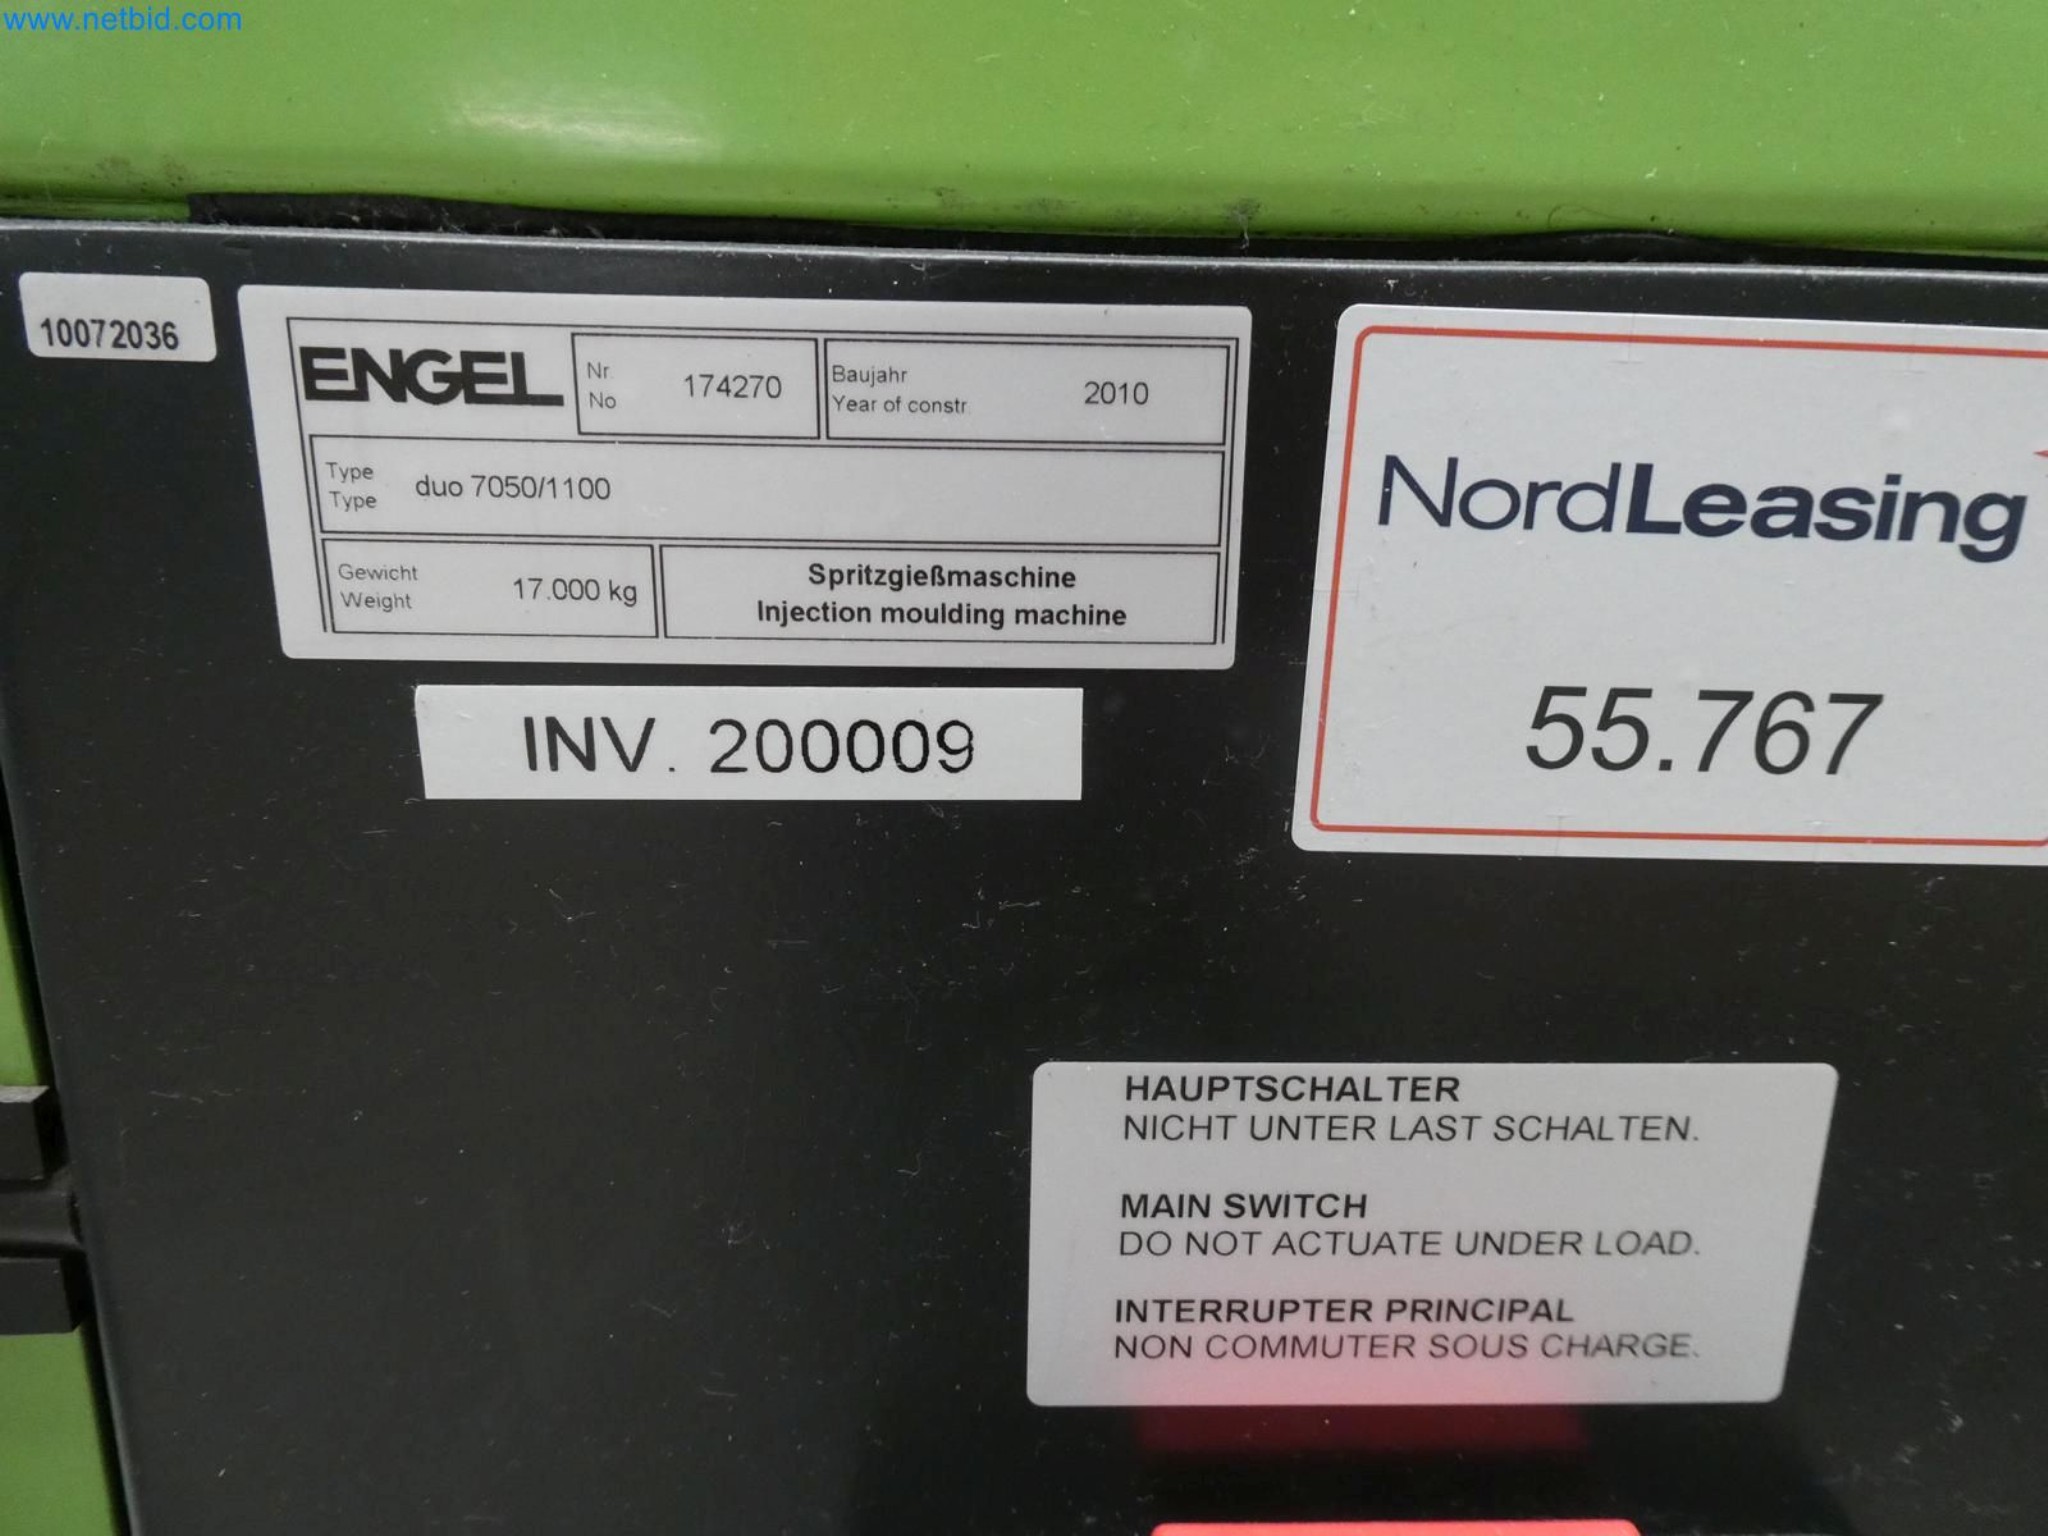 www.netbid.com
10072036
ENGEL
Nr. 174270
No
Baujahr 2010
Year of constr.
Type duo 7050/1100
Type
Gewicht 17.000 kg
Weight
Spritzgießmaschine
Injection moulding machine
INV. 200009
NordLeasing
55.767
HAUPTSCHALTER
NICHT UNTER LAST SCHALTEN.
MAIN SWITCH
DO NOT ACTUATE UNDER LOAD.
INTERRUPTER PRINCIPAL
NON COMMUTER SOUS CHARGE.